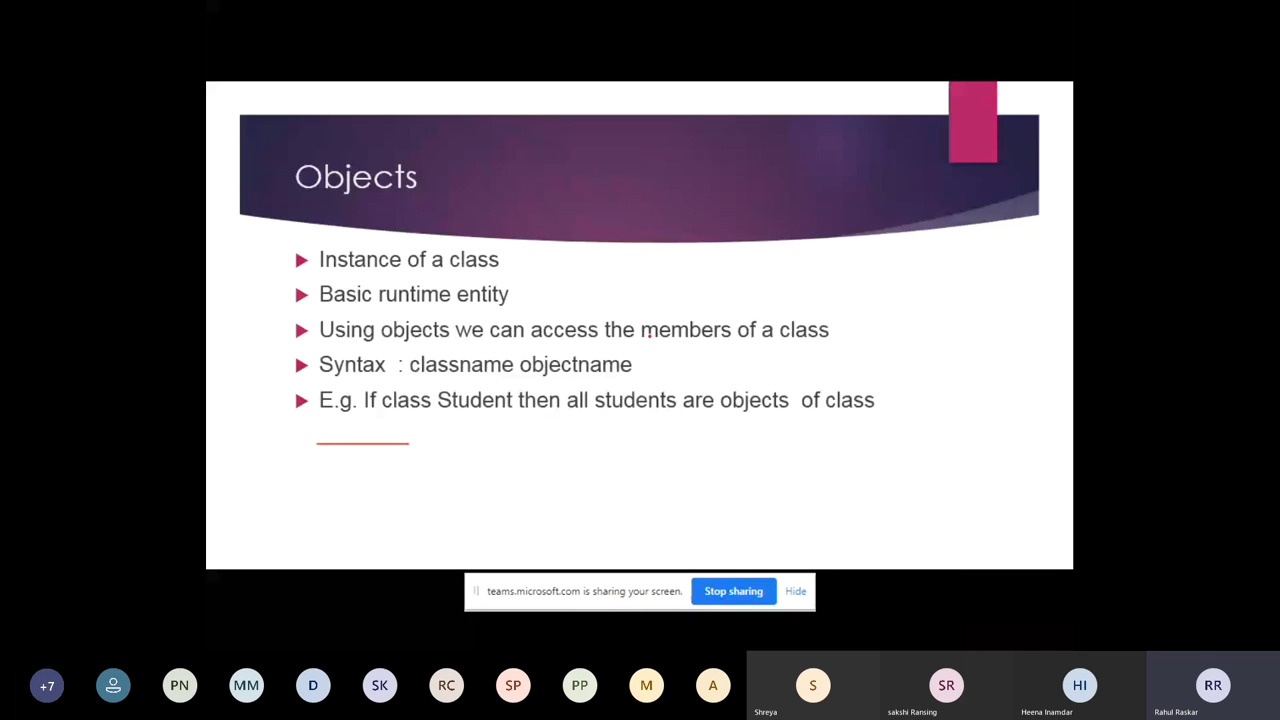 Objects
Instance of a class
Basic runtime entity
Using objects we can access the members of a class
Syntax : classname objectname
E.g. If class Student then all students are objects of class
teams.microsoft.com is sharing your screen. Stop sharing Hide
+7 PN MM D SK RC SP PP M A S SR HI RR
Shreya sakshi Ransing Heena Inamdar Rahul Raskar